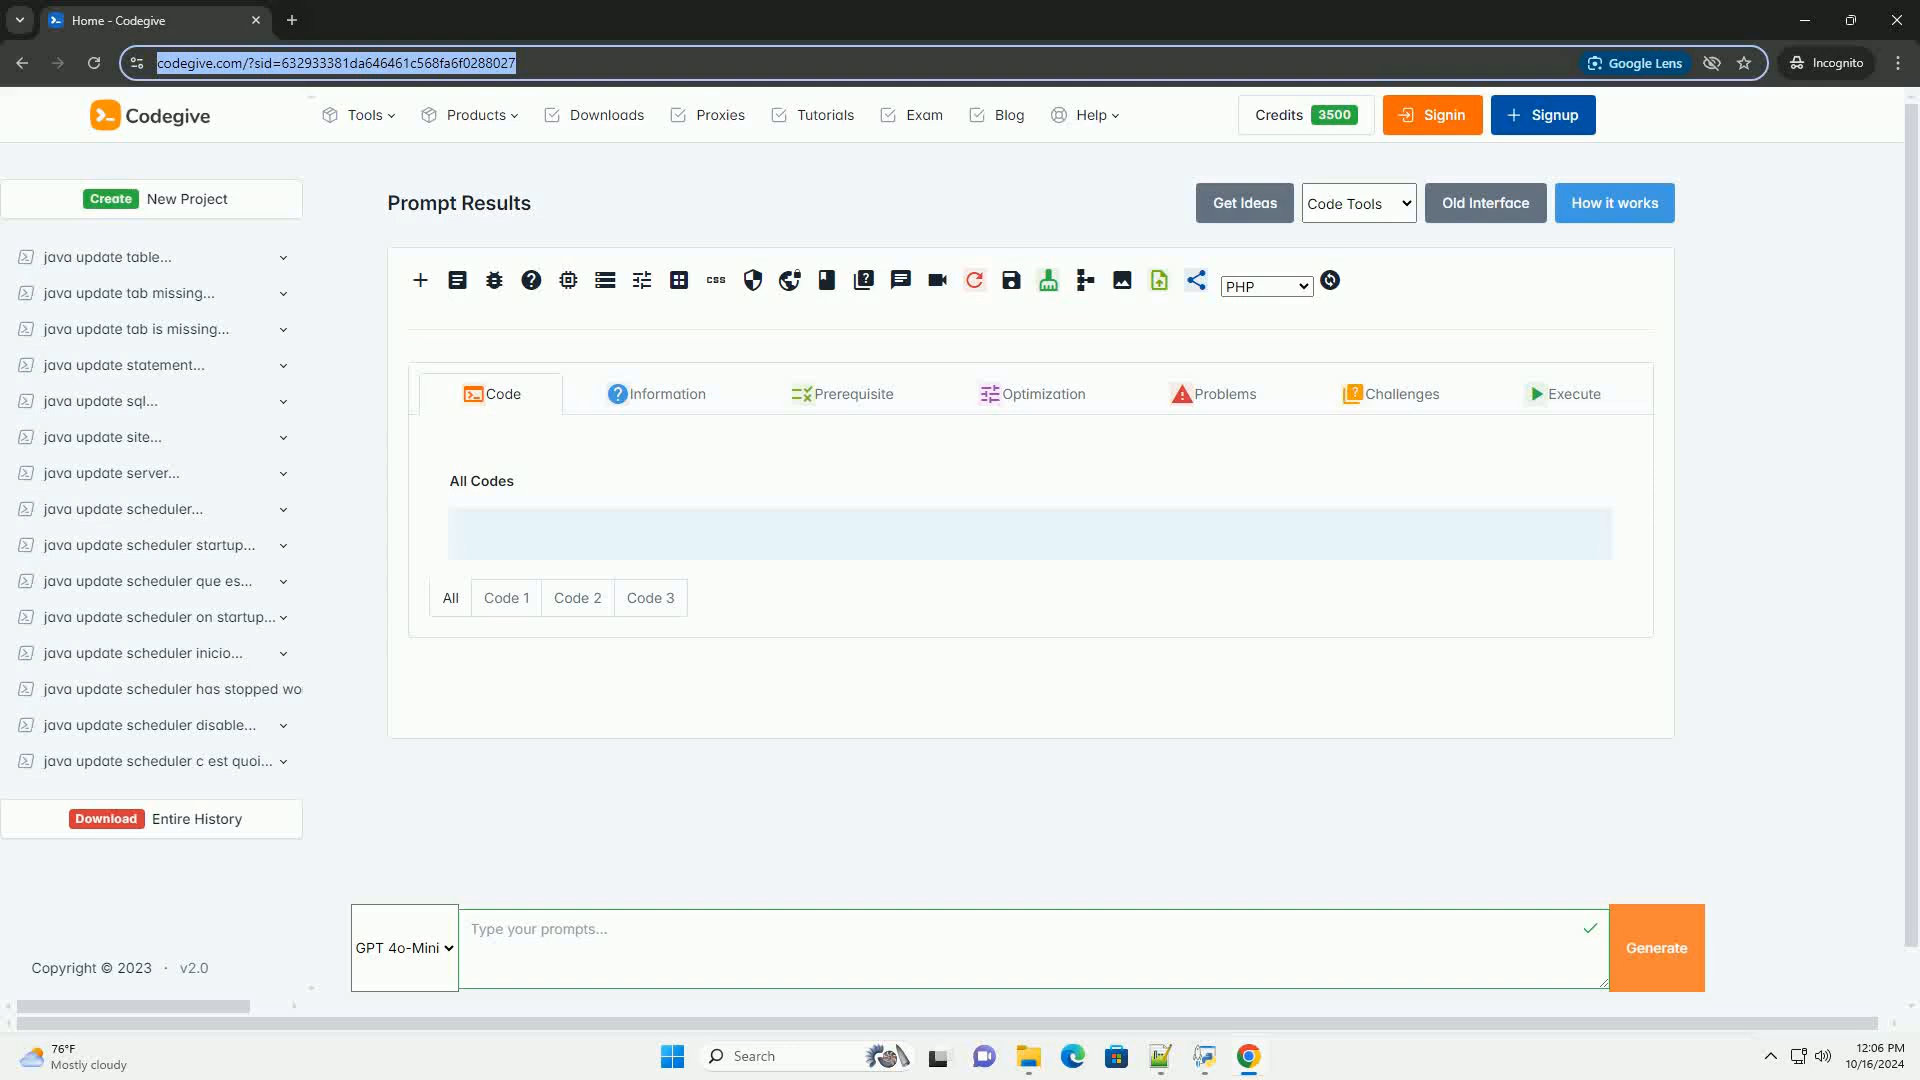 Home - Codegive
codegive.com/?sid=632933381da646461c568fa6f0288027
Google Lens
Incognito
Codegive
Tools
Products
Downloads
Proxies
Tutorials
Exam
Blog
Help
Credits 3500
Signin
Signup
Create New Project
java update table...
java update tab missing...
java update tab is missing...
java update statement...
java update sql...
java update site...
java update server...
java update scheduler...
java update scheduler startup...
java update scheduler que es...
java update scheduler on startup...
java update scheduler inicio...
java update scheduler has stopped wo
java update scheduler disable...
java update scheduler c est quoi...
Download Entire History
Copyright © 2023 · v2.0
Prompt Results
Get Ideas
Code Tools
Old Interface
How it works
css
PHP
Code
Information
Prerequisite
Optimization
Problems
Challenges
Execute
All Codes
All
Code 1
Code 2
Code 3
GPT 4o-Mini
Type your prompts...
Generate
76°F
Mostly cloudy
Search
12:06 PM
10/16/2024